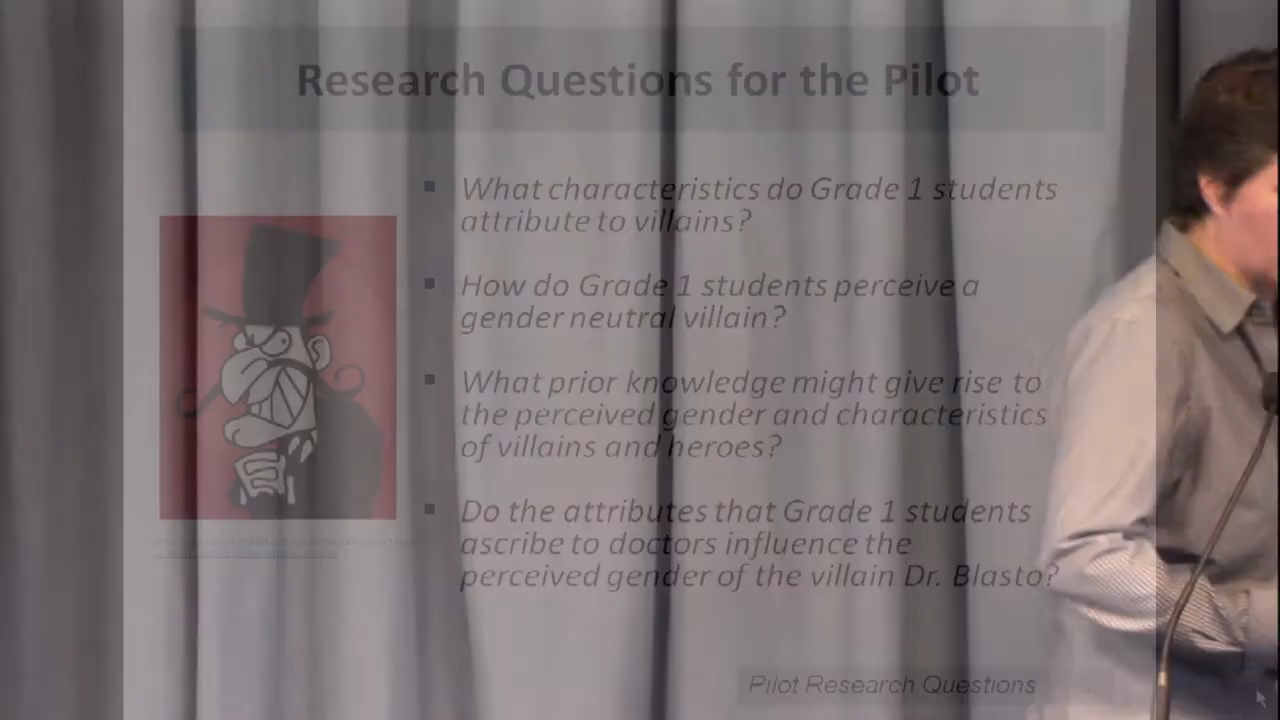 Research Questions for the Pilot
▪ What characteristics do Grade 1 students
attribute to villains?
▪ How do Grade 1 students perceive a
gender neutral villain?
▪ What prior knowledge might give rise to
the perceived gender and characteristics
of villains and heroes?
▪ Do the attributes that Grade 1 students
ascribe to doctors influence the
perceived gender of the villain Dr. Blasto?
Pilot Research Questions